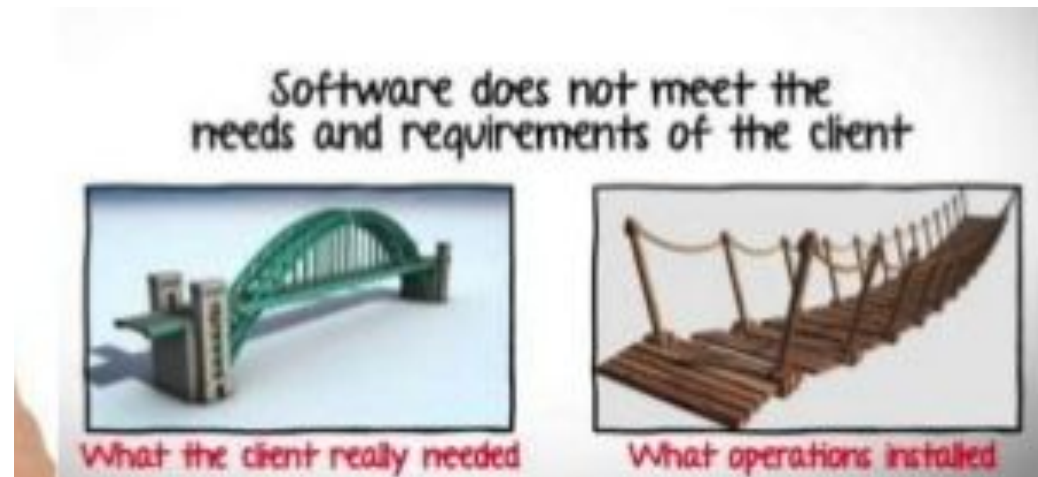 Software does not meet the
needs and requirements of the client
What the client really needed
What operations installed